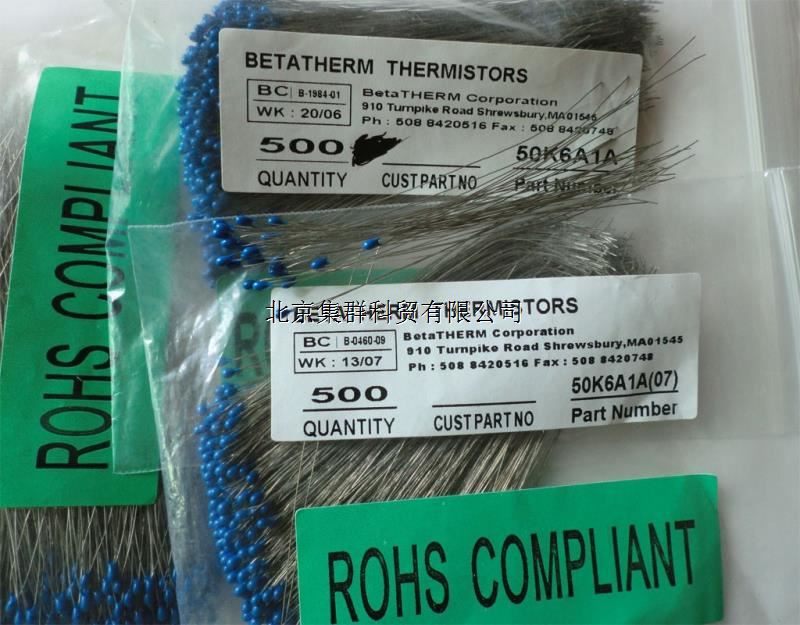 BETATHERM THERMISTORS
BC B-1984-01
WK : 20/06
BetaTHERM Corporation
910 Turnpike Road Shrewsbury,MA01545
Ph : 508 8420516 Fax : 508 8420748
500
QUANTITY
CUST PART NO
50K6A1A
Part Number
ROHS COMPLIANT
北京集群科贸有限公司
THERMISTORS
BC B-0460-09
WK : 13/07
BetaTHERM Corporation
910 Turnpike Road Shrewsbury,MA01545
Ph : 508 8420516 Fax : 508 8420748
500
QUANTITY
CUST PART NO
50K6A1A(07)
Part Number
ROHS COMPLIANT